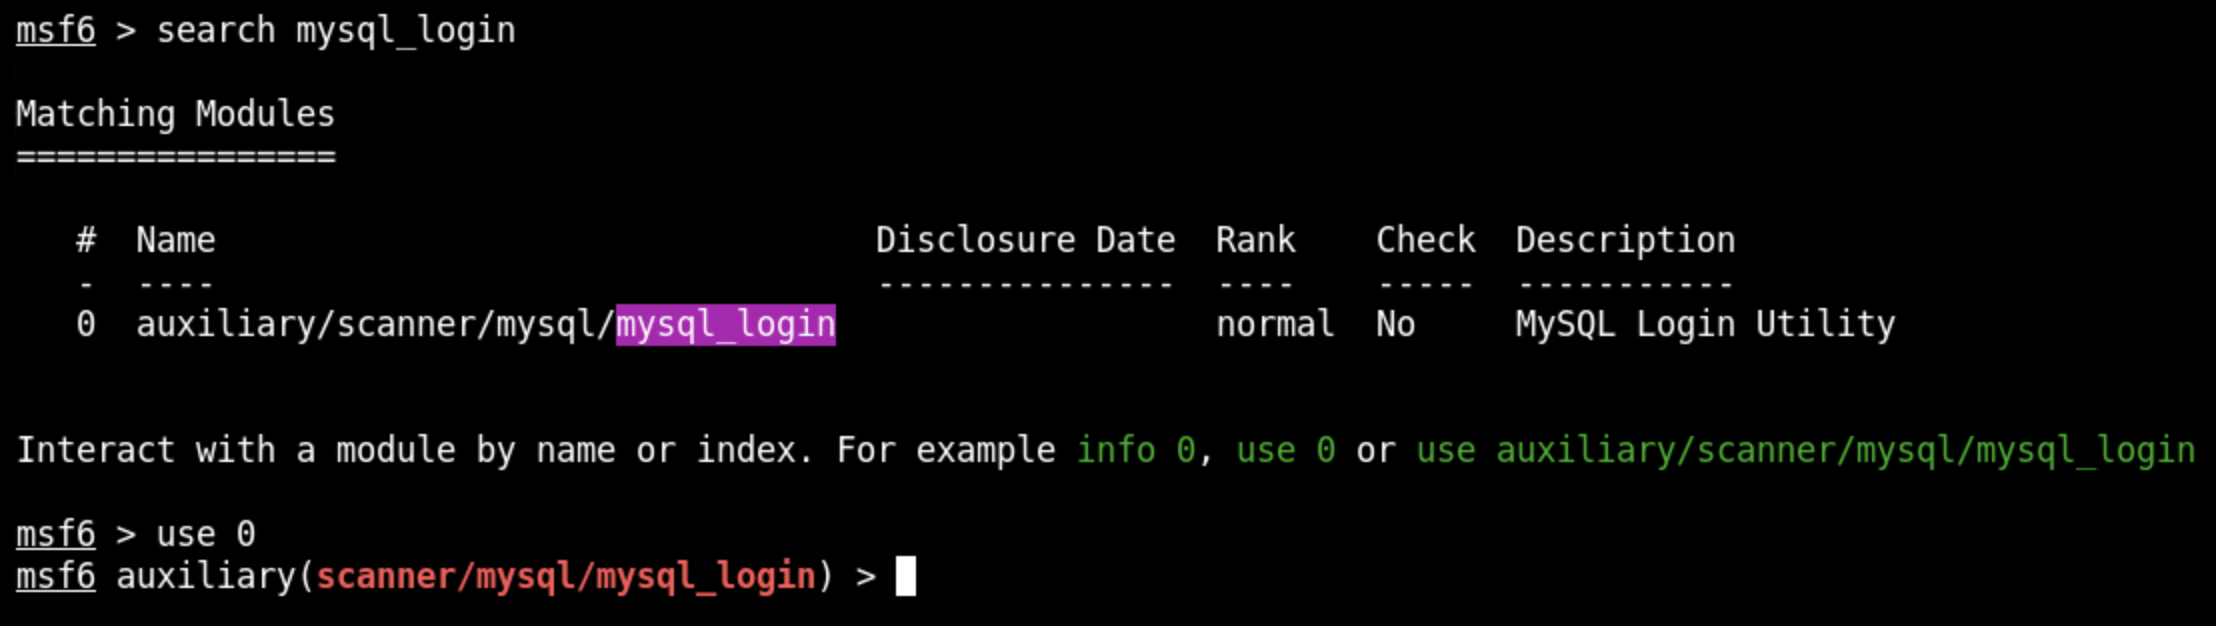 msf6 > search mysql_login
Matching Modules
================
#  Name                                 Disclosure Date  Rank    Check  Description
-  ----                                 ---------------  ----    -----  -----------
0  auxiliary/scanner/mysql/mysql_login                   normal  No     MySQL Login Utility
Interact with a module by name or index. For example info 0, use 0 or use auxiliary/scanner/mysql/mysql_login
msf6 > use 0
msf6 auxiliary(scanner/mysql/mysql_login) >